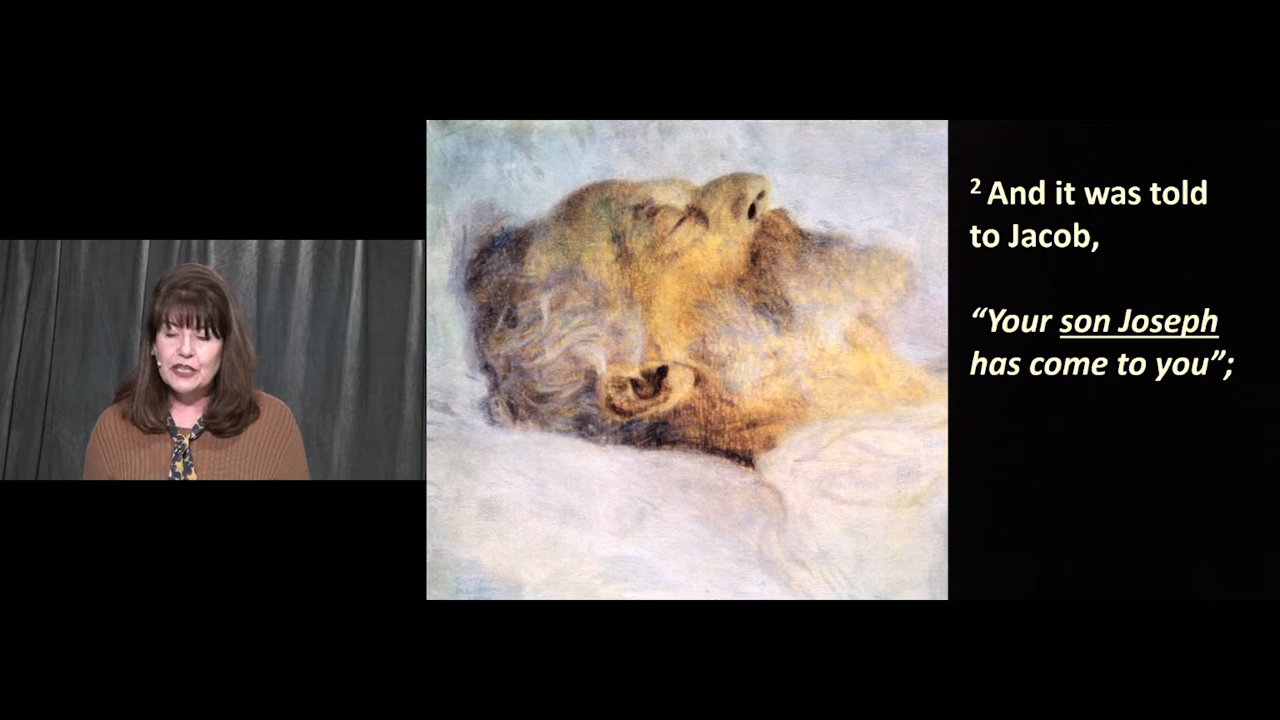 2 And it was told
to Jacob,
“Your son Joseph
has come to you”;